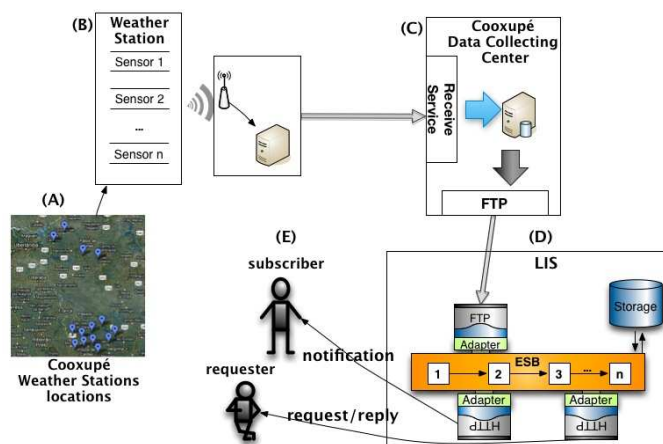 (B)
Weather
Station
Sensor 1
Sensor 2
...
Sensor n
(C)
Cooxupé
Data Collecting
Center
Receive
Service
FTP
(A)
Cooxupé
Weather Stations
locations
(E)
subscriber
notification
requester
request/reply
(D)
LIS
FTP
Adapter
Storage
ESB
1
2
3
...
n
Adapter
HTTP
Adapter
HTTP